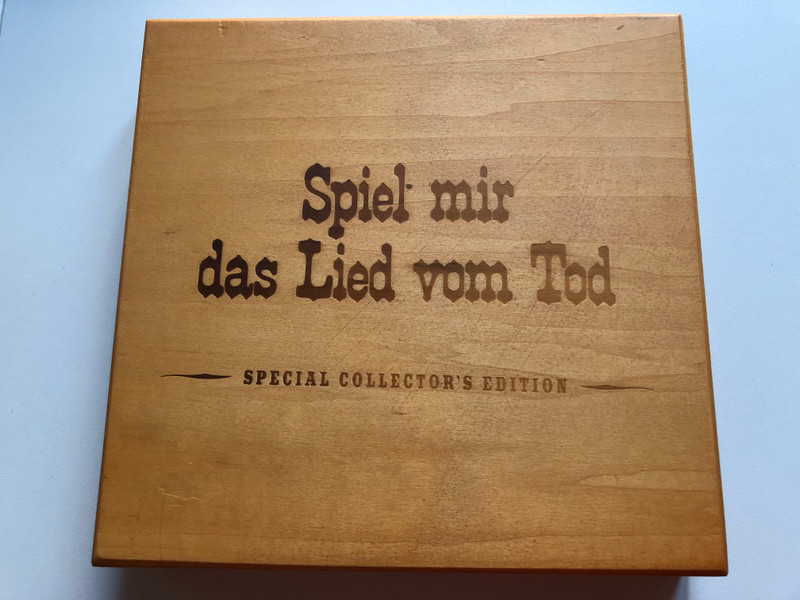 Spiel mir
das Lied vom Tod
SPECIAL COLLECTOR'S EDITION